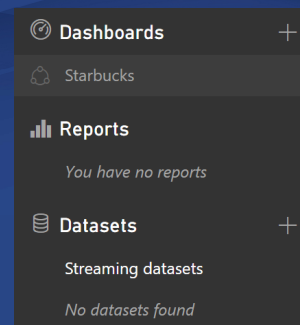 Dashboards
Starbucks
Reports
You have no reports
Datasets
Streaming datasets
No datasets found